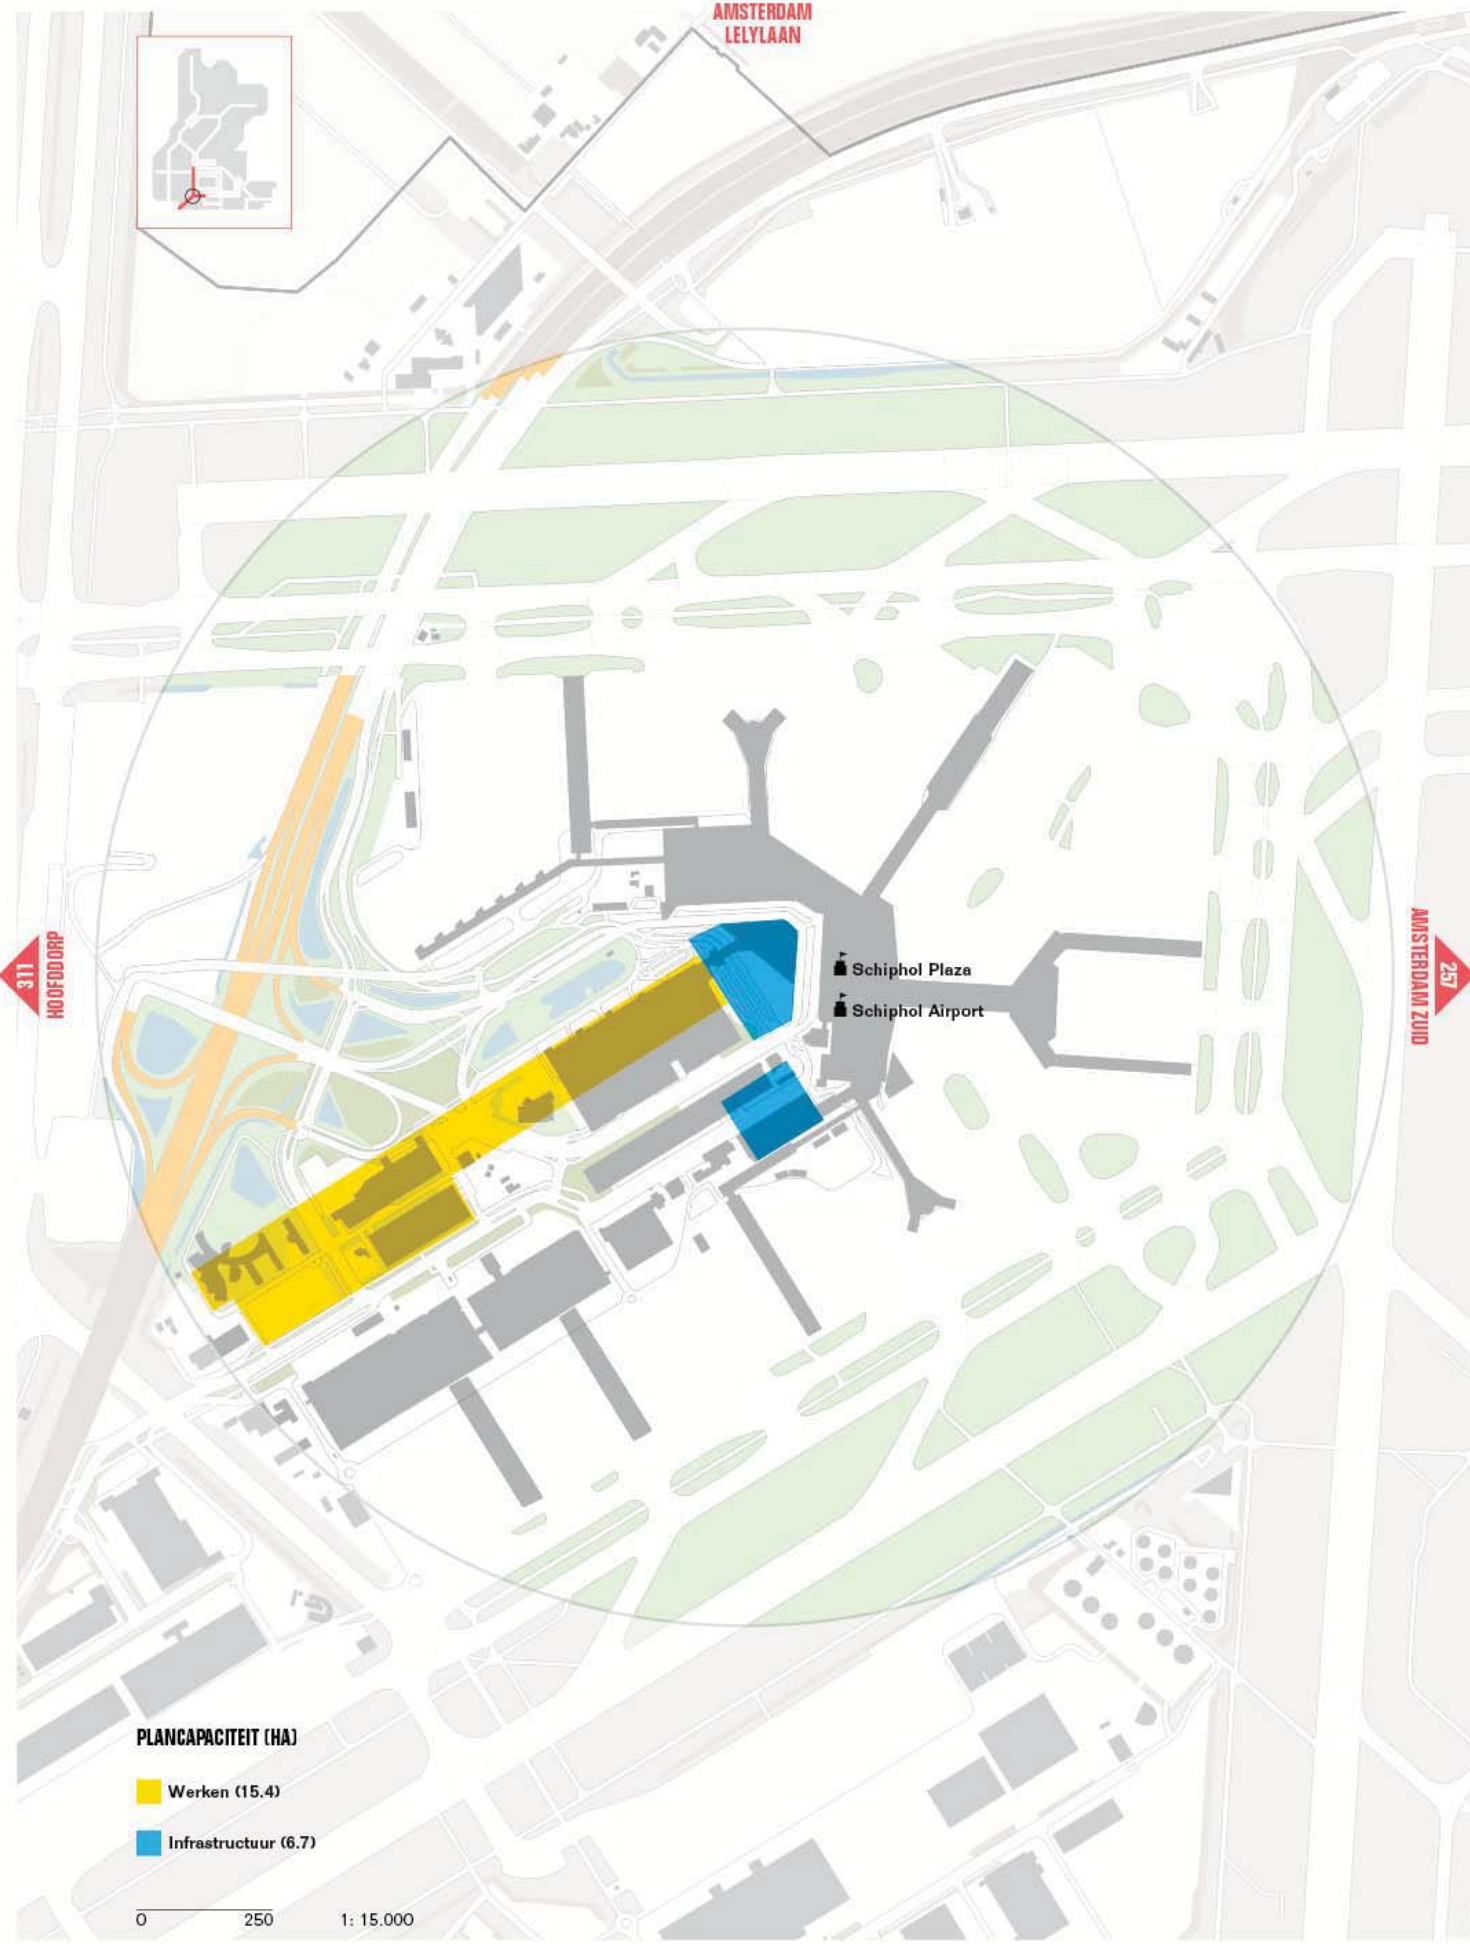 AMSTERDAM
LELYLAAN
311
HOOFDDORP
Schiphol Plaza
Schiphol Airport
257
AMSTERDAM ZUID
PLANCAPACITEIT (HA)
Werken (15.4)
Infrastructuur (6.7)
0 250 1: 15.000